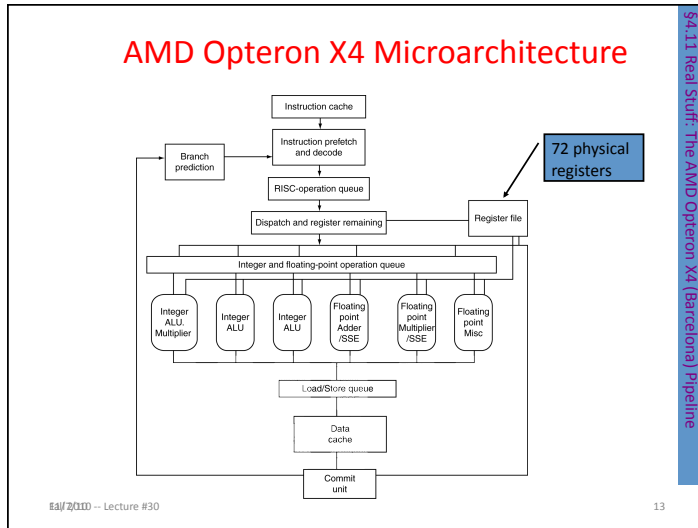 AMD Opteron X4 Microarchitecture
§4.11 Real Stuff: The AMD Opteron X4 (Barcelona) Pipeline
Instruction cache
Instruction prefetch
and decode
Branch
prediction
72 physical
registers
RISC-operation queue
Dispatch and register remaining
Register file
Integer and floating-point operation queue
Integer
ALU.
Multiplier
Integer
ALU
Integer
ALU
Floating
point
Adder
/SSE
Floating
point
Multiplier
/SSE
Floating
point
Misc
Load/Store queue
Data
cache
Commit
unit
-- Lecture #30
13